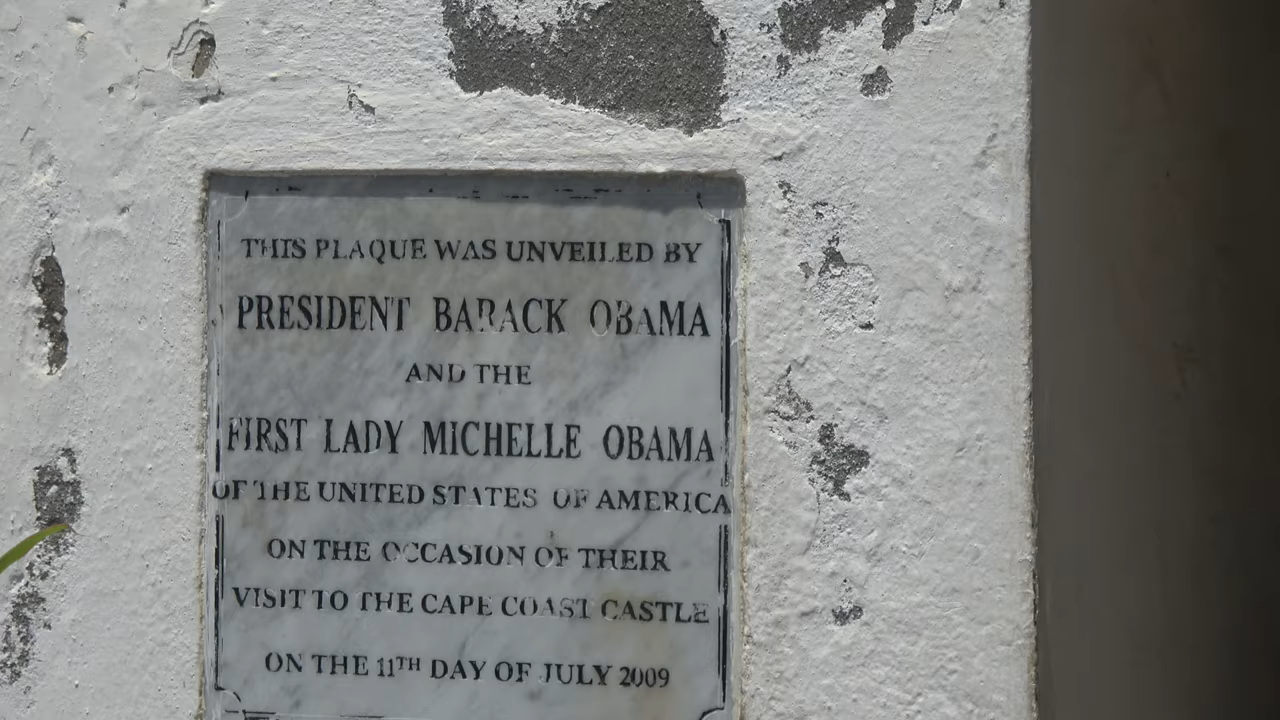 THIS PLAQUE WAS UNVEILED BY
PRESIDENT BARACK OBAMA
AND THE
FIRST LADY MICHELLE OBAMA
OF THE UNITED STATES OF AMERICA
ON THE OCCASION OF THEIR
VISIT TO THE CAPE COAST CASTLE
ON THE 11TH DAY OF JULY 2009